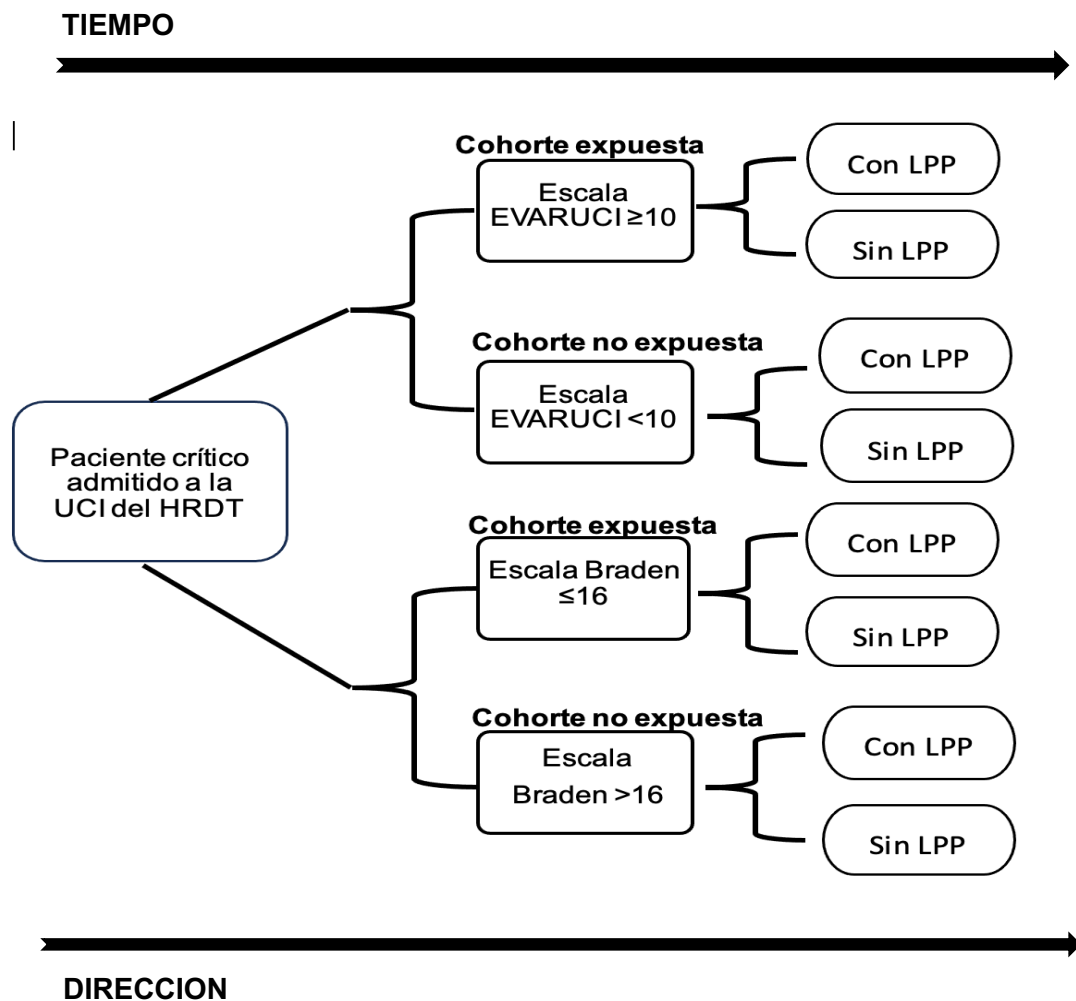 TIEMPO
Cohorte expuesta
Escala
EVARUCI ≥10
Con LPP
Sin LPP
Cohorte no expuesta
Escala
EVARUCI <10
Con LPP
Sin LPP
Paciente crítico
admitido a la
UCI del HRDT
Cohorte expuesta
Escala Braden
≤16
Con LPP
Sin LPP
Cohorte no expuesta
Escala
Braden >16
Con LPP
Sin LPP
DIRECCION